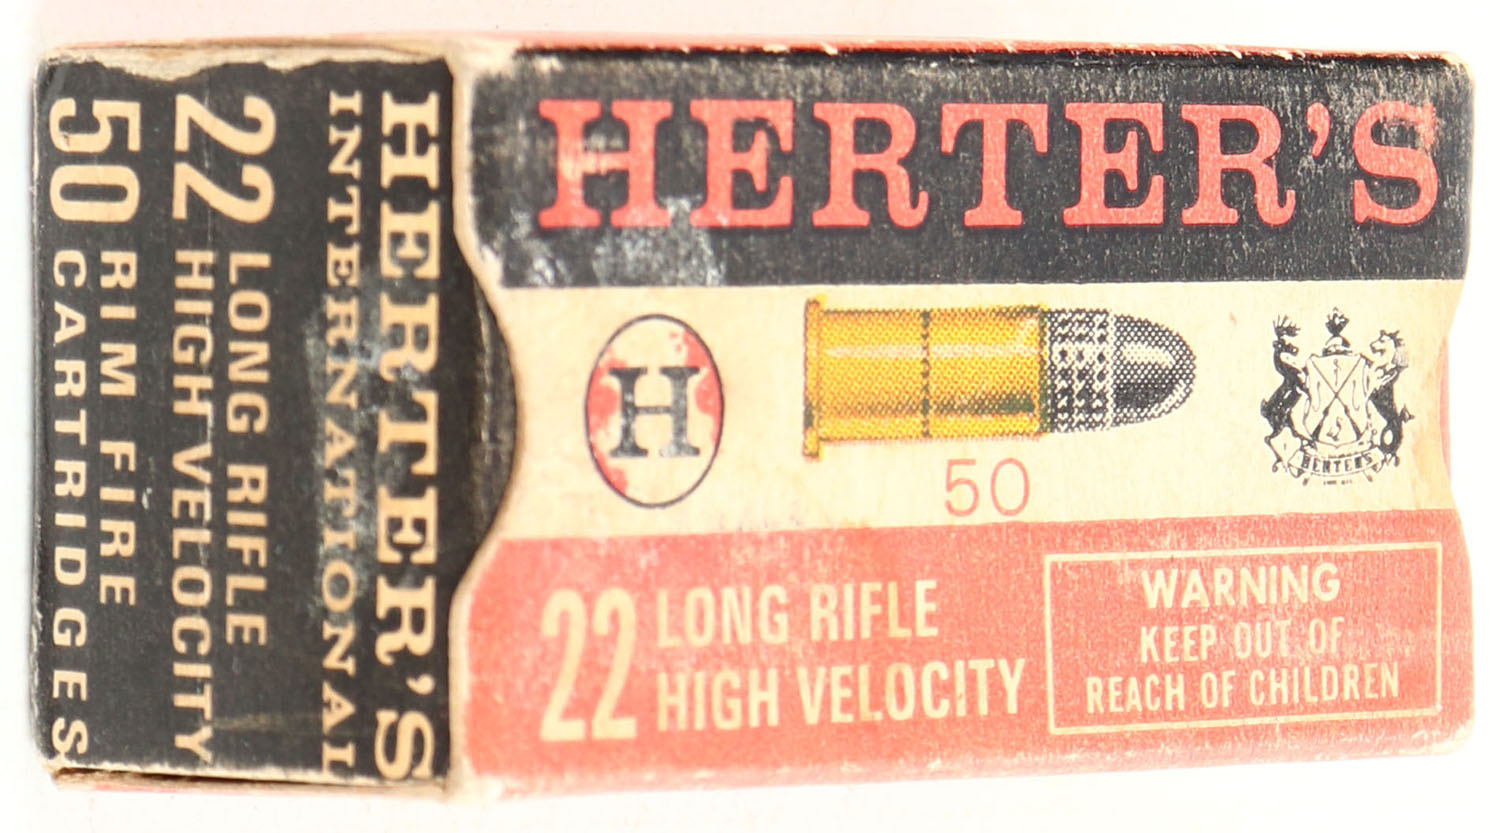 HERTER'S
H
50
HERTER'S
22 LONG RIFLE
HIGH VELOCITY
WARNING
KEEP OUT OF
REACH OF CHILDREN
HERTER'S
INTERNATIONAL
22 LONG RIFLE
HIGH VELOCITY
50 RIM FIRE
CARTRIDGES